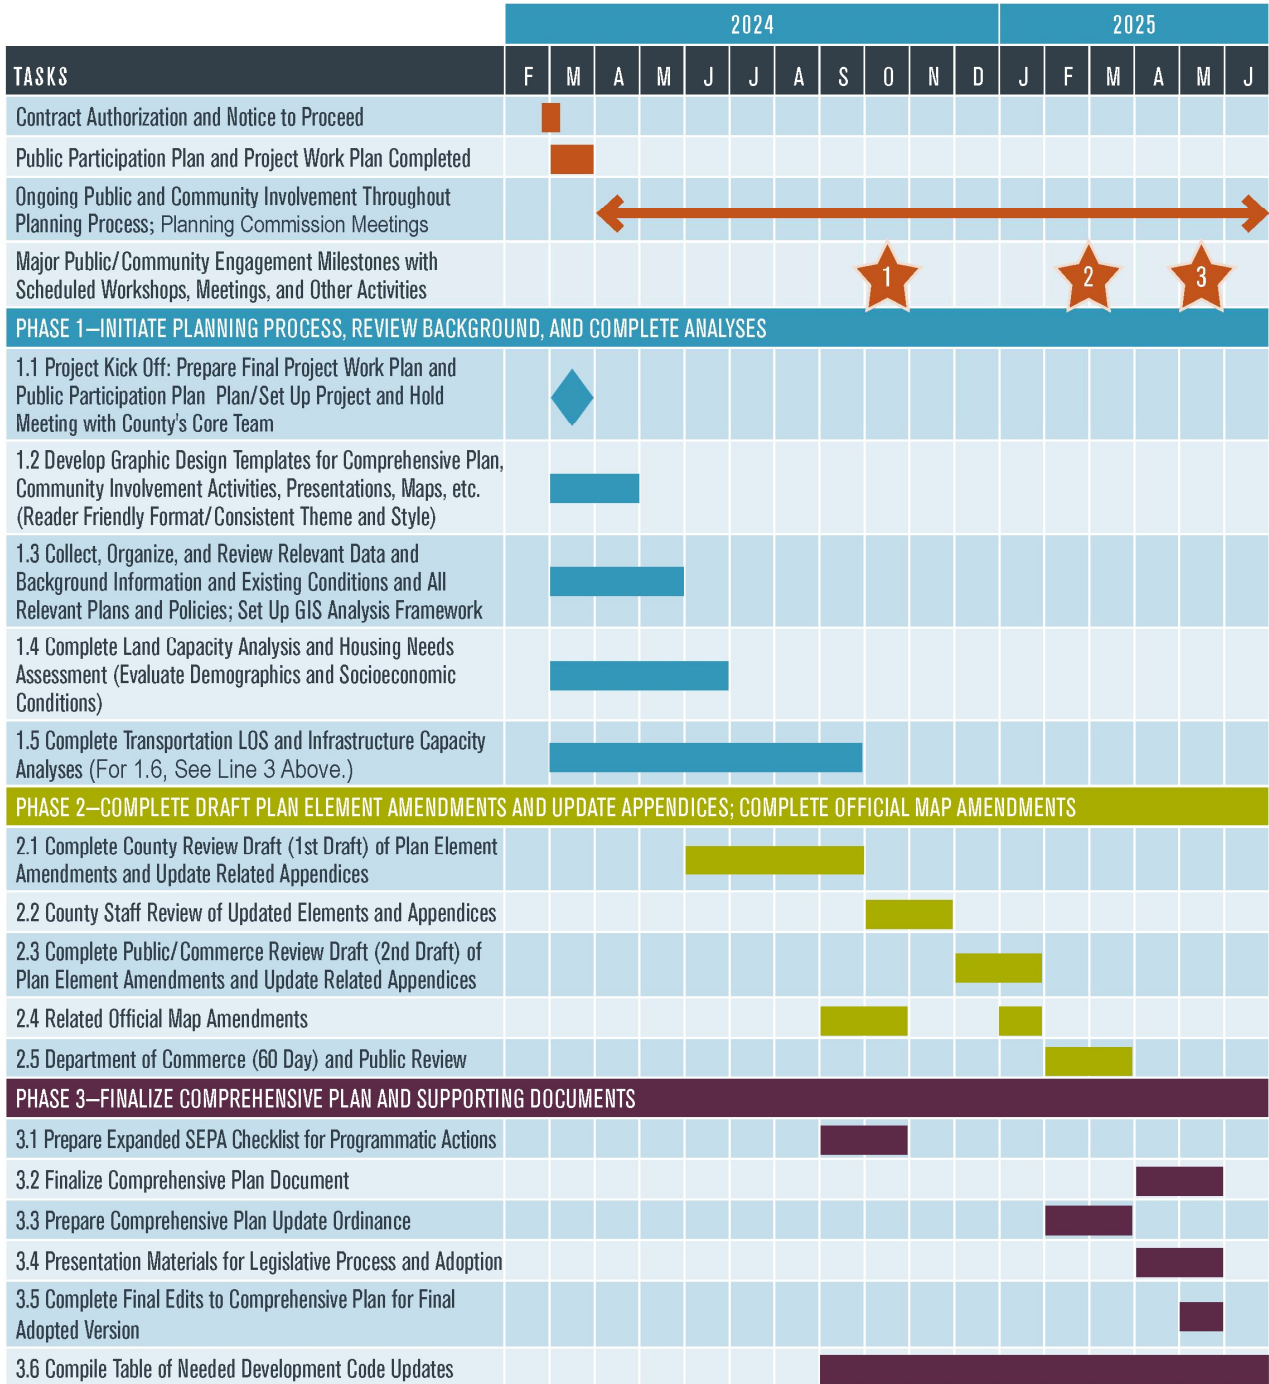 2024 2025
TASKS F M A M J J A S O N D J F M A M J
Contract Authorization and Notice to Proceed
Public Participation Plan and Project Work Plan Completed
Ongoing Public and Community Involvement Throughout
Planning Process; Planning Commission Meetings
Major Public/Community Engagement Milestones with
Scheduled Workshops, Meetings, and Other Activities
1 2 3
PHASE 1—INITIATE PLANNING PROCESS, REVIEW BACKGROUND, AND COMPLETE ANALYSES
1.1 Project Kick Off: Prepare Final Project Work Plan and
Public Participation Plan Plan/Set Up Project and Hold
Meeting with County's Core Team
1.2 Develop Graphic Design Templates for Comprehensive Plan,
Community Involvement Activities, Presentations, Maps, etc.
(Reader Friendly Format/Consistent Theme and Style)
1.3 Collect, Organize, and Review Relevant Data and
Background Information and Existing Conditions and All
Relevant Plans and Policies; Set Up GIS Analysis Framework
1.4 Complete Land Capacity Analysis and Housing Needs
Assessment (Evaluate Demographics and Socioeconomic
Conditions)
1.5 Complete Transportation LOS and Infrastructure Capacity
Analyses (For 1.6, See Line 3 Above.)
PHASE 2—COMPLETE DRAFT PLAN ELEMENT AMENDMENTS AND UPDATE APPENDICES; COMPLETE OFFICIAL MAP AMENDMENTS
2.1 Complete County Review Draft (1st Draft) of Plan Element
Amendments and Update Related Appendices
2.2 County Staff Review of Updated Elements and Appendices
2.3 Complete Public/Commerce Review Draft (2nd Draft) of
Plan Element Amendments and Update Related Appendices
2.4 Related Official Map Amendments
2.5 Department of Commerce (60 Day) and Public Review
PHASE 3—FINALIZE COMPREHENSIVE PLAN AND SUPPORTING DOCUMENTS
3.1 Prepare Expanded SEPA Checklist for Programmatic Actions
3.2 Finalize Comprehensive Plan Document
3.3 Prepare Comprehensive Plan Update Ordinance
3.4 Presentation Materials for Legislative Process and Adoption
3.5 Complete Final Edits to Comprehensive Plan for Final
Adopted Version
3.6 Compile Table of Needed Development Code Updates